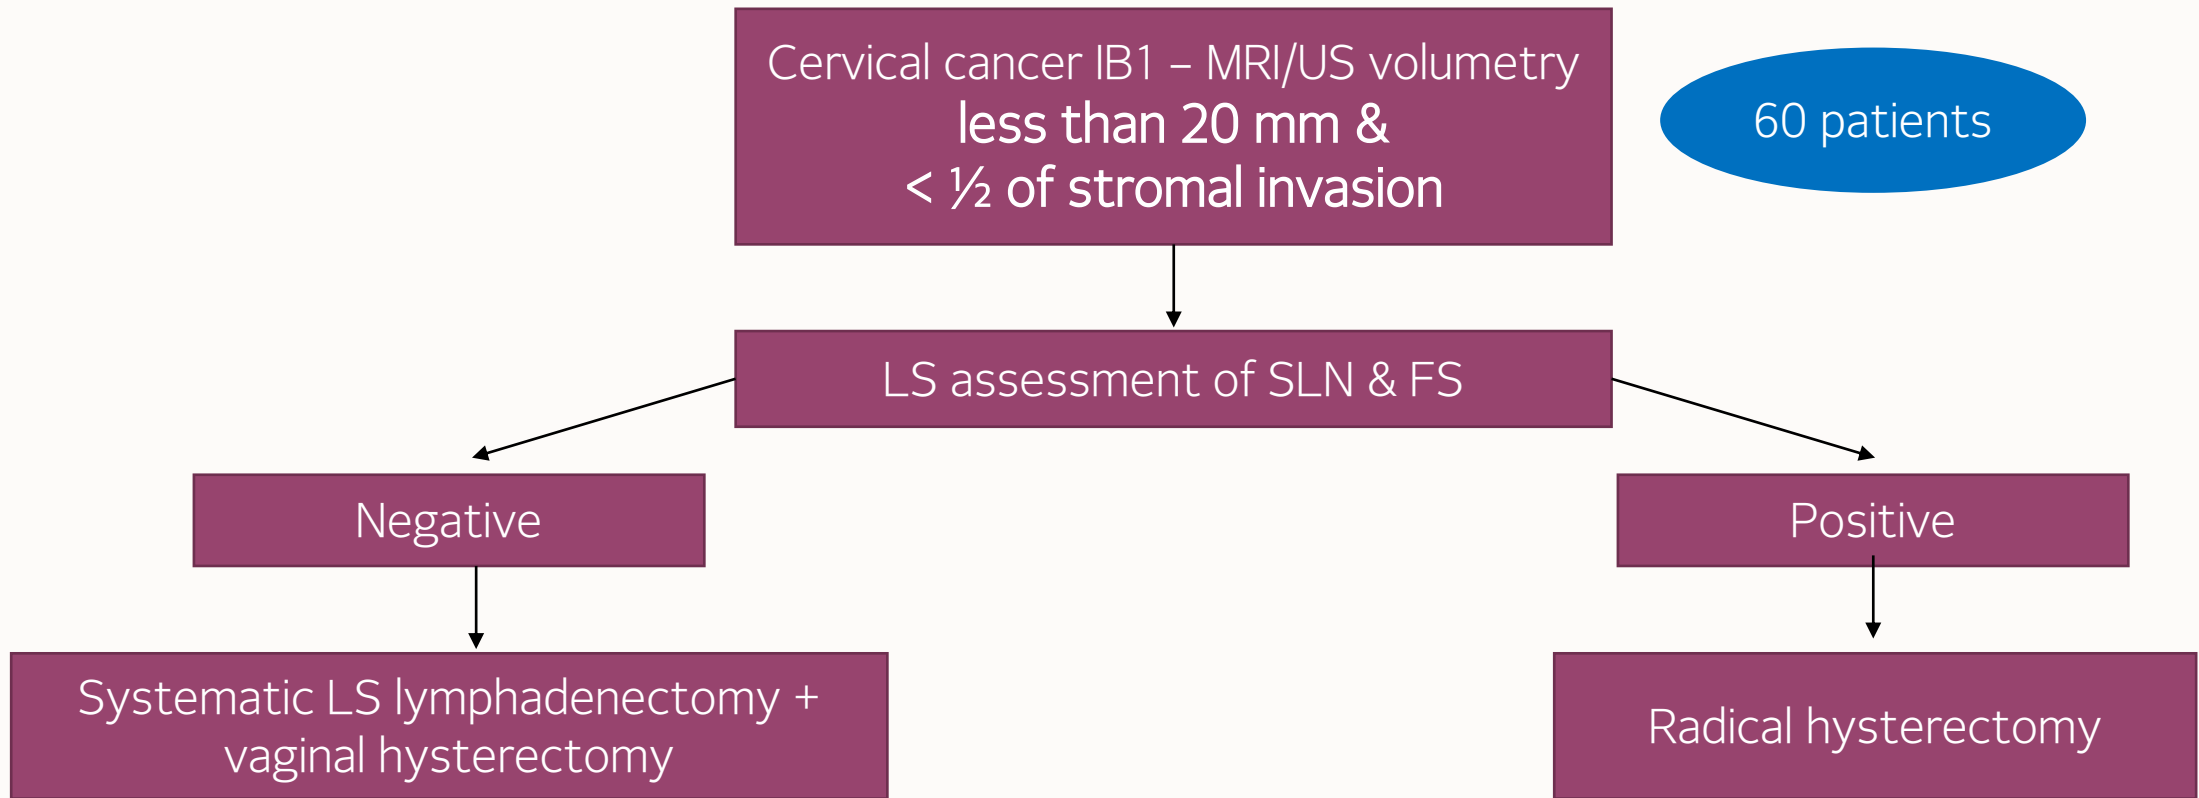 Cervical cancer IB1 – MRI/US volumetry
less than 20 mm &
< ½ of stromal invasion
60 patients
LS assessment of SLN & FS
Negative
Positive
Systematic LS lymphadenectomy +
vaginal hysterectomy
Radical hysterectomy